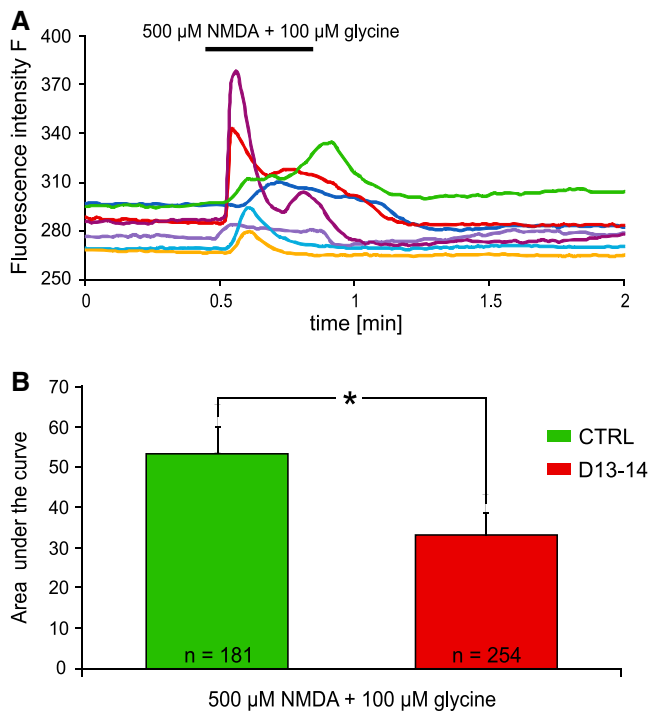 A
500 µM NMDA + 100 µM glycine
Fluorescence intensity F
400
370
340
310
280
250
0
0.5
1
1.5
2
time [min]
B
Area under the curve
70
60
50
40
30
20
10
0
*
CTRL
D13-14
n = 181
n = 254
500 µM NMDA + 100 µM glycine